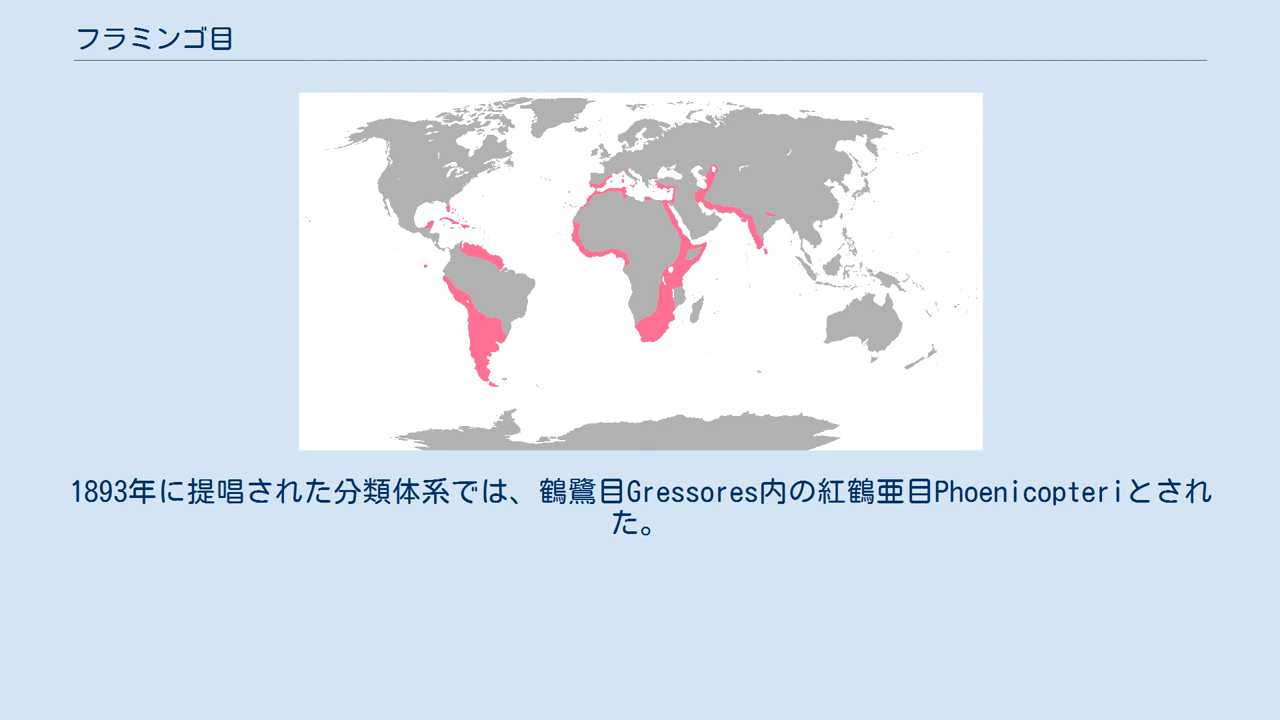 フラミンゴ目
1893年に提唱された分類体系では、鶴鷺目Gressores内の紅鶴亜目Phoenicopteriとされ
た。